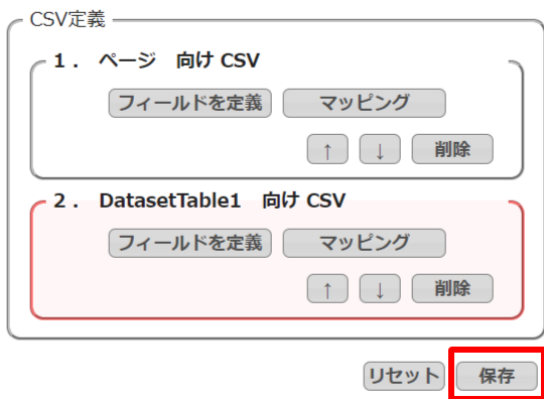 CSV定義
1. ページ 向け CSV
フィールドを定義 マッピング
↑ ↓ 削除
2. DatasetTable1 向け CSV
フィールドを定義 マッピング
↑ ↓ 削除
リセット 保存